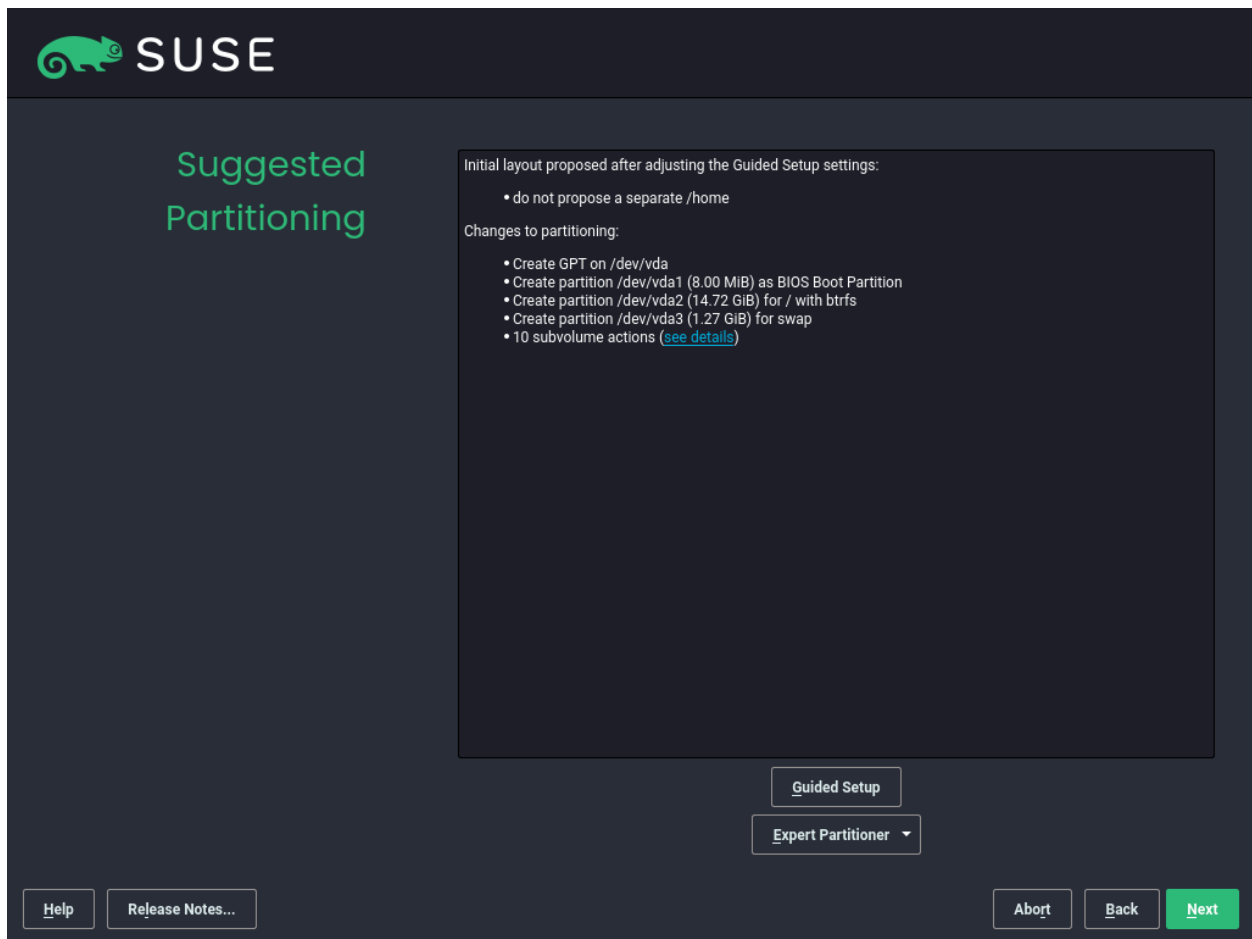 SUSE
Suggested
Partitioning
Initial layout proposed after adjusting the Guided Setup settings:
• do not propose a separate /home
Changes to partitioning:
• Create GPT on /dev/vda
• Create partition /dev/vda1 (8.00 MiB) as BIOS Boot Partition
• Create partition /dev/vda2 (14.72 GiB) for / with btrfs
• Create partition /dev/vda3 (1.27 GiB) for swap
• 10 subvolume actions (see details)
Guided Setup
Expert Partitioner
Help
Release Notes...
Abort
Back
Next